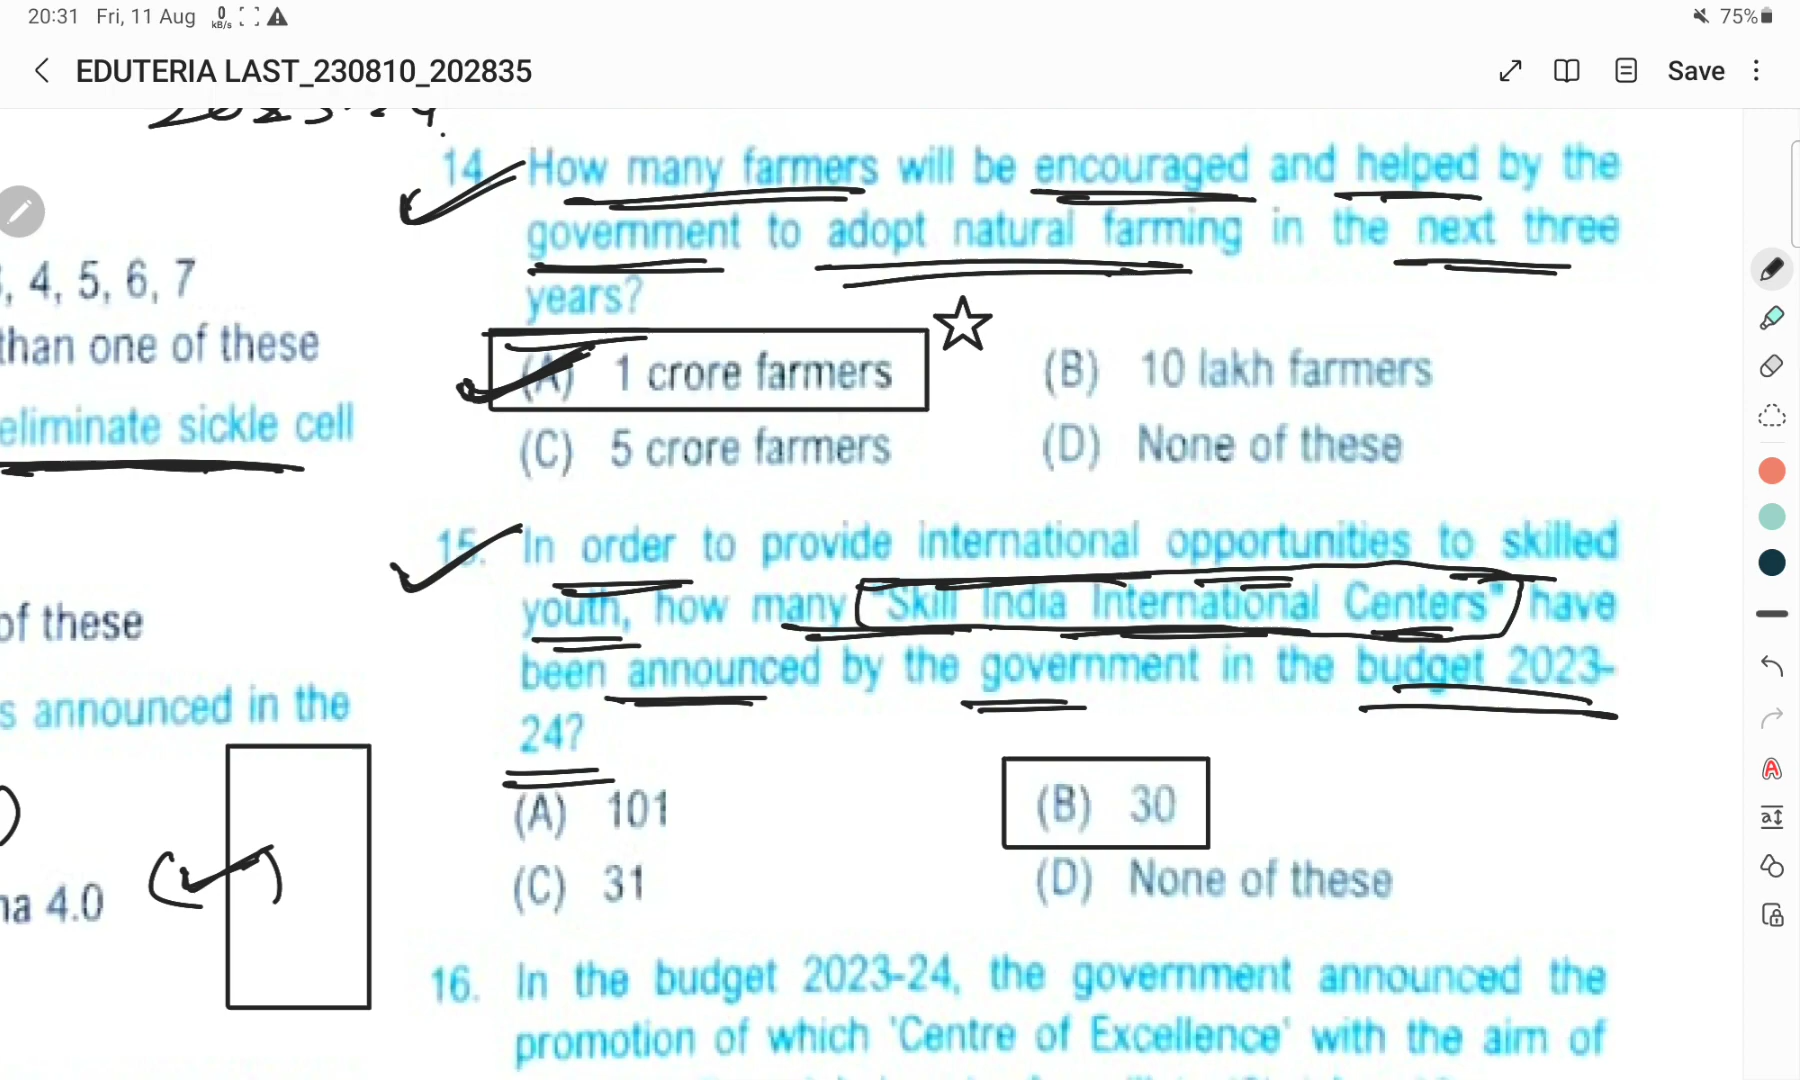 20:31 Fri, 11 Aug 0 kB/s 75%
EDUTERIA LAST_230810_202835 Save
2023-24.
, 4, 5, 6, 7
than one of these
eliminate sickle cell
of these
s announced in the
na 4.0
14. How many farmers will be encouraged and helped by the
government to adopt natural farming in the next three
years?
(A) 1 crore farmers (B) 10 lakh farmers
(C) 5 crore farmers (D) None of these
15. In order to provide international opportunities to skilled
youth, how many "Skill India International Centers" have
been announced by the government in the budget 2023-
24?
(A) 101 (B) 30
(C) 31 (D) None of these
16. In the budget 2023-24, the government announced the
promotion of which 'Centre of Excellence' with the aim of